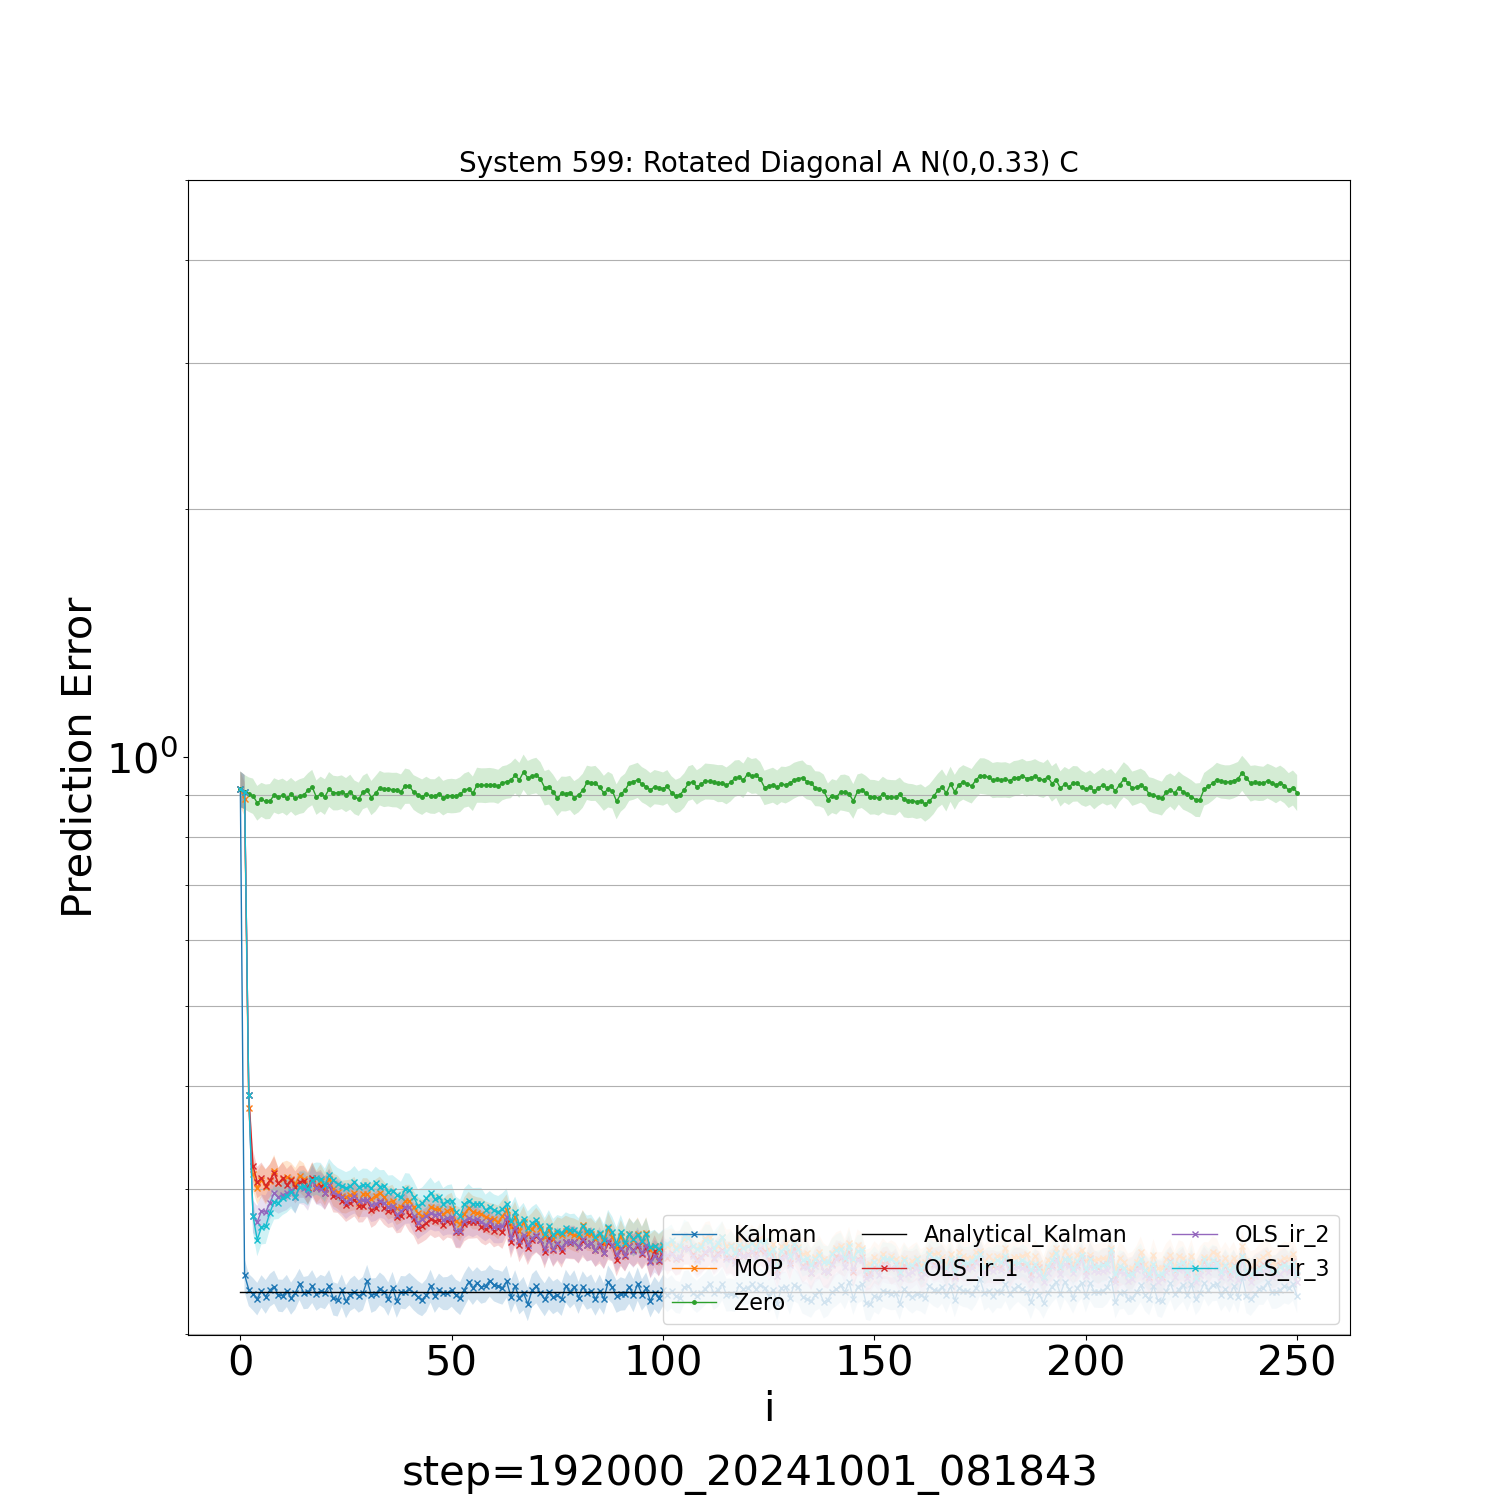 System 599: Rotated Diagonal A N(0,0.33) C
Prediction Error
10⁰
Kalman
MOP
Zero
Analytical_Kalman
OLS_ir_1
OLS_ir_2
OLS_ir_3
0 50 100 150 200 250
i
step=192000_20241001_081843